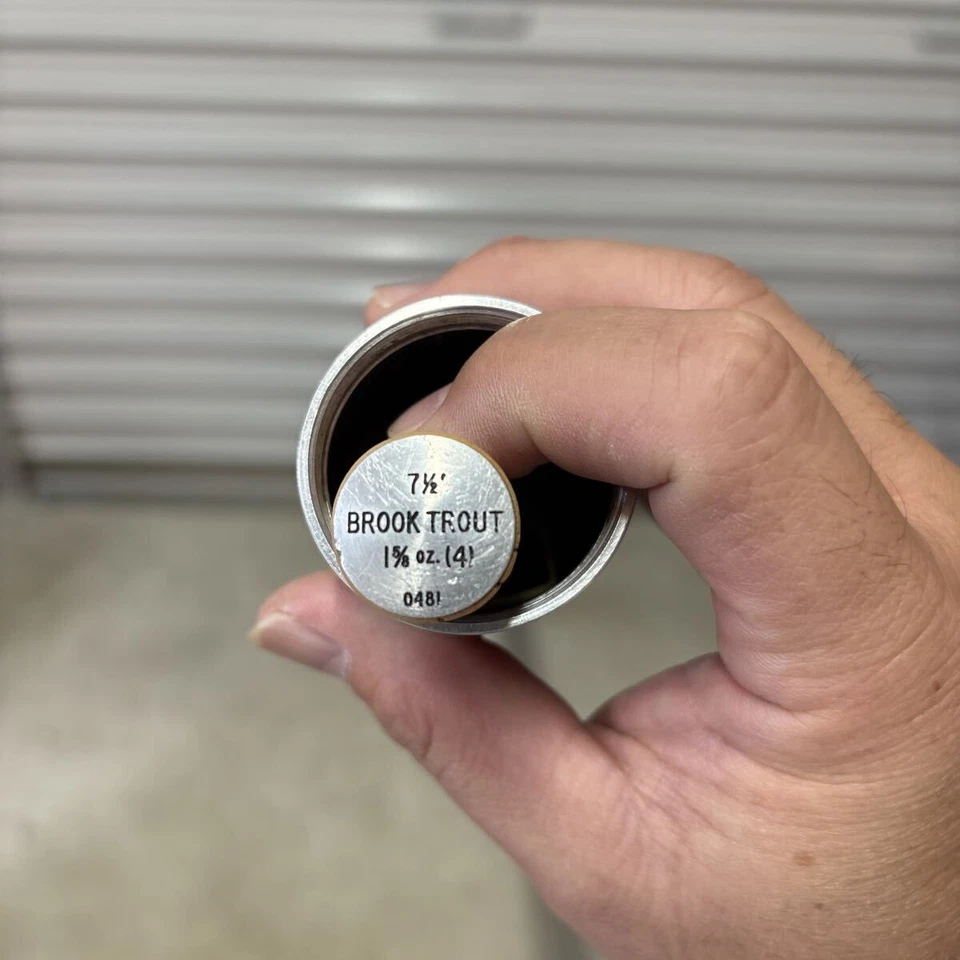 7½'
BROOK TROUT
1⅝ oz. (4)
0481